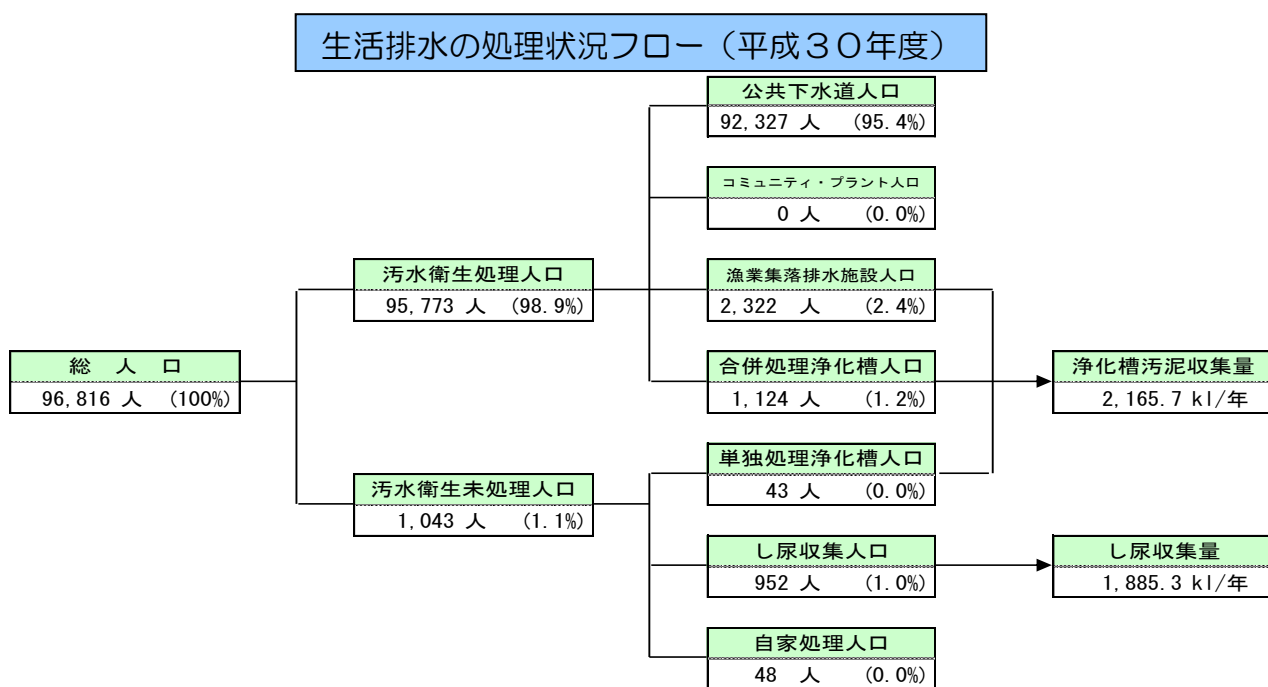 生活排水の処理状況フロー（平成３０年度）
公共下水道人口
92,327 人 (95.4%)
コミュニティ・プラント人口
0 人 (0.0%)
汚水衛生処理人口
95,773 人 (98.9%)
漁業集落排水施設人口
2,322 人 (2.4%)
総 人 口
96,816 人 (100%)
合併処理浄化槽人口
1,124 人 (1.2%)
浄化槽汚泥収集量
2,165.7 kl/年
汚水衛生未処理人口
1,043 人 (1.1%)
単独処理浄化槽人口
43 人 (0.0%)
し尿収集人口
952 人 (1.0%)
し尿収集量
1,885.3 kl/年
自家処理人口
48 人 (0.0%)